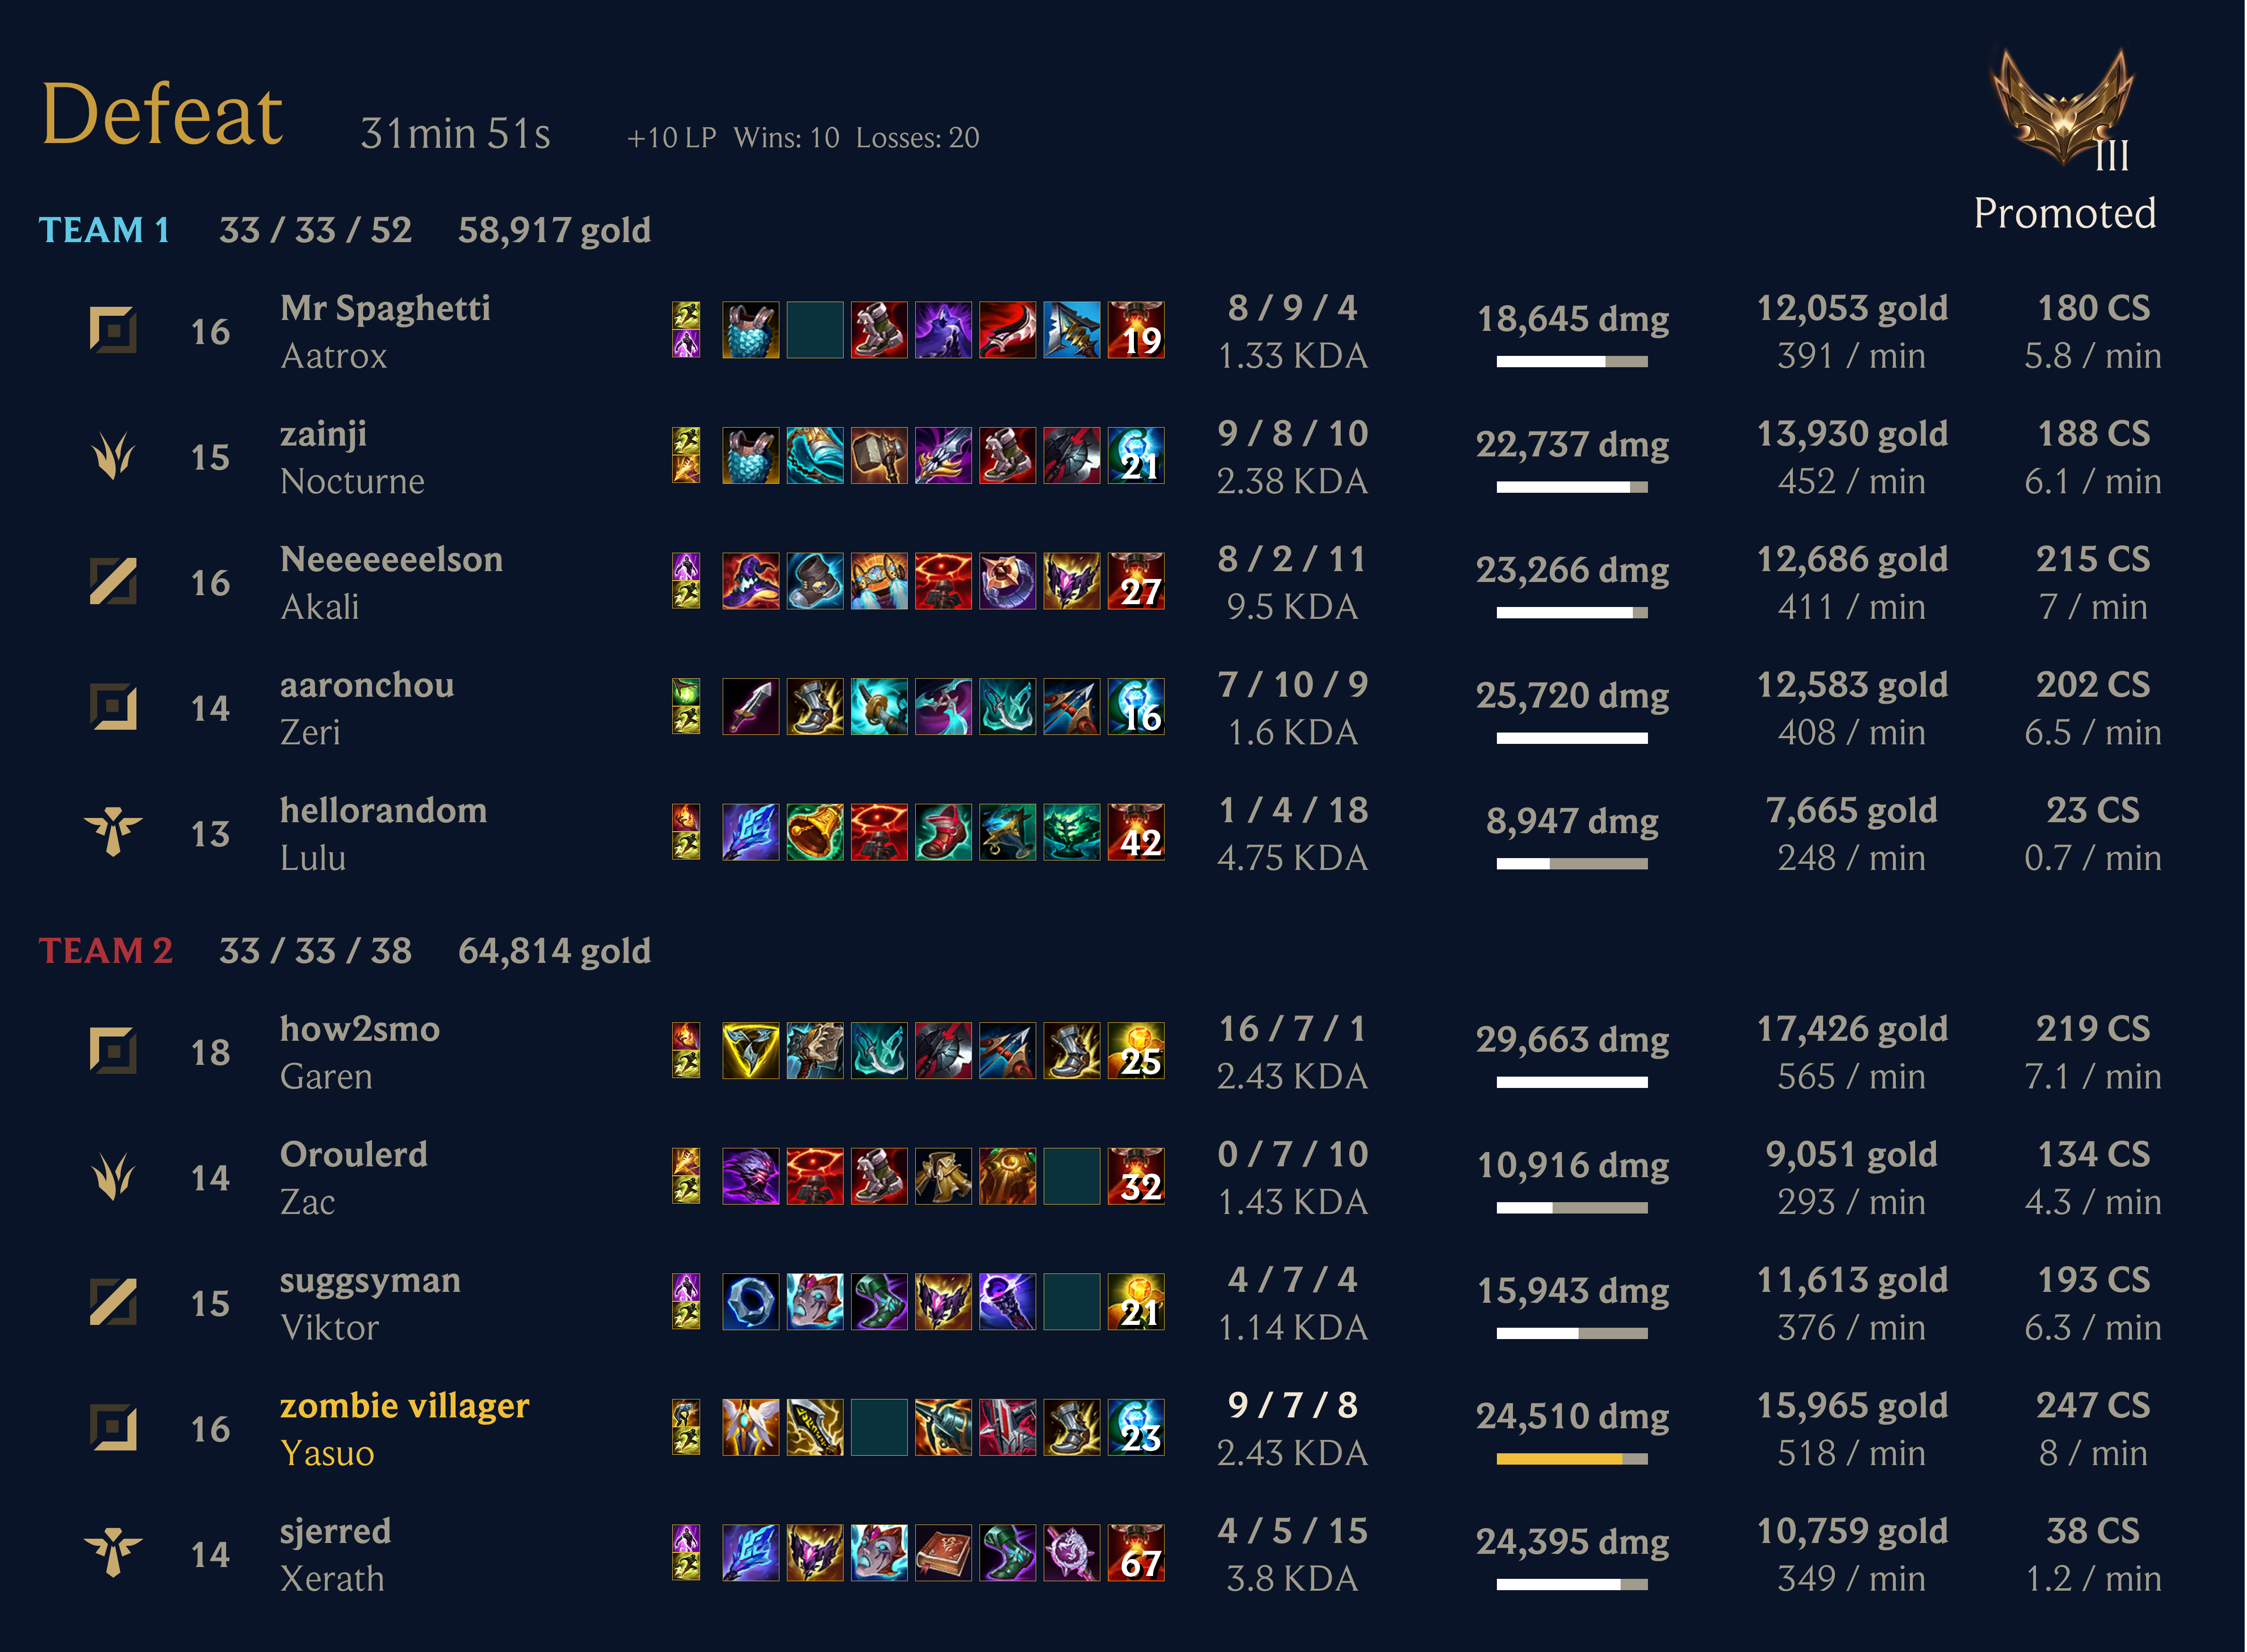 Defeat 31min 51s +10 LP Wins: 10 Losses: 20
III
Promoted
TEAM 1 33 / 33 / 52 58,917 gold
16 Mr Spaghetti 19 8 / 9 / 4 18,645 dmg 12,053 gold 180 CS
Aatrox 1.33 KDA 391 / min 5.8 / min
15 zainji 21 9 / 8 / 10 22,737 dmg 13,930 gold 188 CS
Nocturne 2.38 KDA 452 / min 6.1 / min
16 Neeeeeeelson 27 8 / 2 / 11 23,266 dmg 12,686 gold 215 CS
Akali 9.5 KDA 411 / min 7 / min
14 aaronchou 16 7 / 10 / 9 25,720 dmg 12,583 gold 202 CS
Zeri 1.6 KDA 408 / min 6.5 / min
13 hellorandom 42 1 / 4 / 18 8,947 dmg 7,665 gold 23 CS
Lulu 4.75 KDA 248 / min 0.7 / min
TEAM 2 33 / 33 / 38 64,814 gold
18 how2smo 25 16 / 7 / 1 29,663 dmg 17,426 gold 219 CS
Garen 2.43 KDA 565 / min 7.1 / min
14 Oroulerd 32 0 / 7 / 10 10,916 dmg 9,051 gold 134 CS
Zac 1.43 KDA 293 / min 4.3 / min
15 suggsyman 21 4 / 7 / 4 15,943 dmg 11,613 gold 193 CS
Viktor 1.14 KDA 376 / min 6.3 / min
16 zombie villager 23 9 / 7 / 8 24,510 dmg 15,965 gold 247 CS
Yasuo 2.43 KDA 518 / min 8 / min
14 sjerred 67 4 / 5 / 15 24,395 dmg 10,759 gold 38 CS
Xerath 3.8 KDA 349 / min 1.2 / min